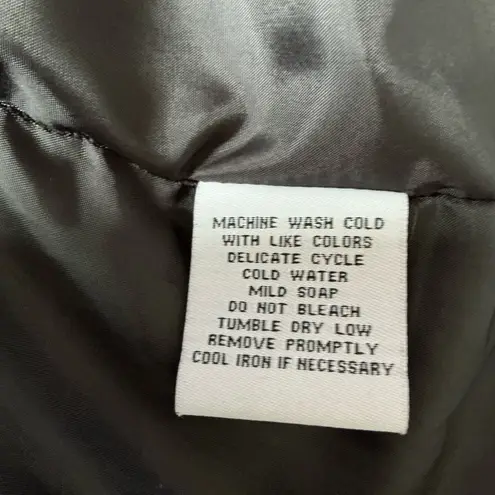 MACHINE WASH COLD
WITH LIKE COLORS
DELICATE CYCLE
COLD WATER
MILD SOAP
DO NOT BLEACH
TUMBLE DRY LOW
REMOVE PROMPTLY
COOL IRON IF NECESSARY